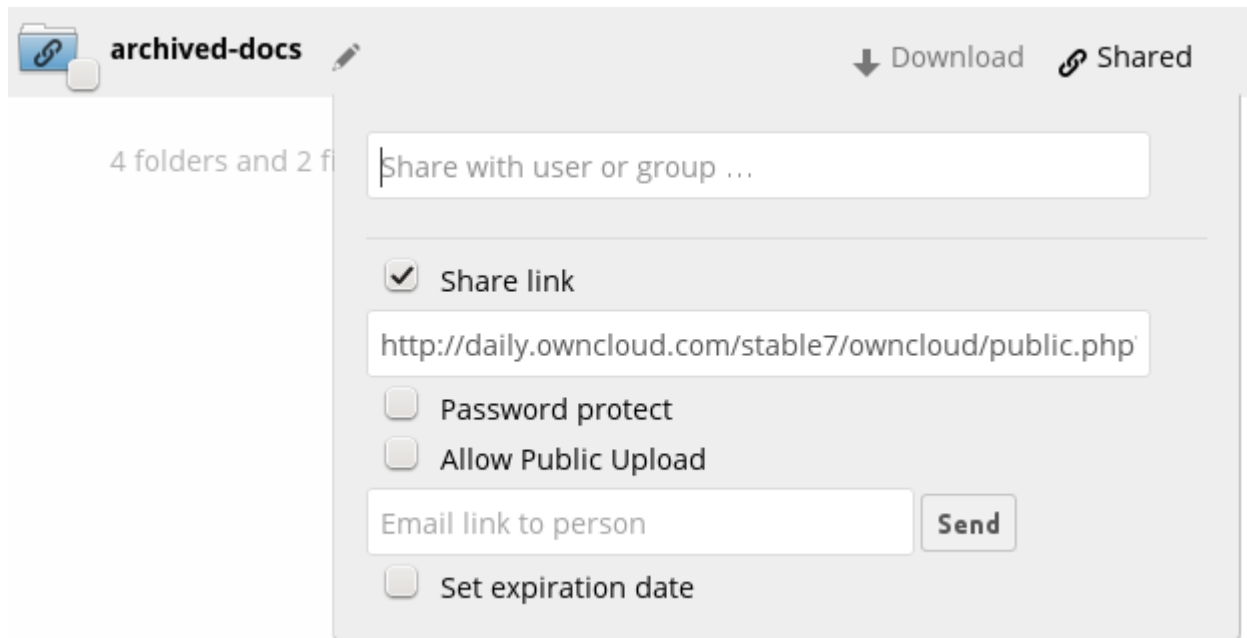 archived-docs
Download
Shared
4 folders and 2 fi
Share with user or group ...
Share link
http://daily.owncloud.com/stable7/owncloud/public.php
Password protect
Allow Public Upload
Email link to person
Send
Set expiration date